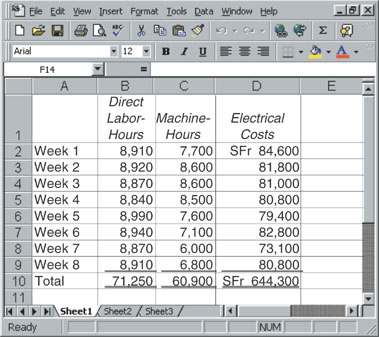 File Edit View Insert Format Tools Data Window Help
Arial 12 B I U A
F14 =
A B C D E
1 Direct Labor-Hours Machine-Hours Electrical Costs
2 Week 1 8,910 7,700 SFr 84,600
3 Week 2 8,920 8,600 81,800
4 Week 3 8,870 8,600 81,000
5 Week 4 8,840 8,500 80,800
6 Week 5 8,990 7,600 79,400
7 Week 6 8,940 7,100 82,800
8 Week 7 8,870 6,000 73,100
9 Week 8 8,910 6,800 80,800
10 Total 71,250 60,900 SFr 644,300
11
Sheet1 Sheet2 Sheet3
Ready NUM